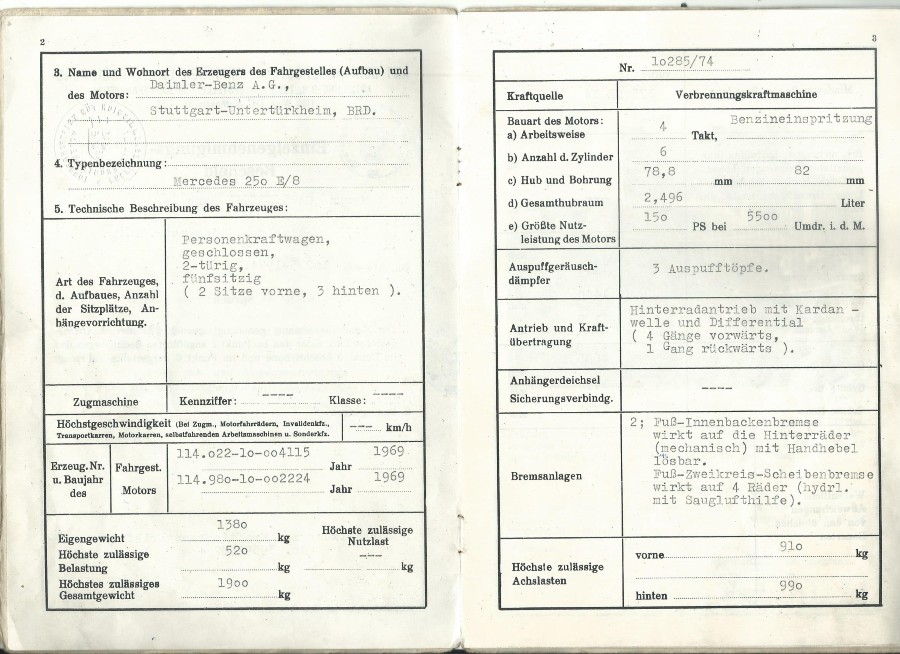 2
3. Name und Wohnort des Erzeugers des Fahrgestelles (Aufbau) und
des Motors: Daimler-Benz A.G.,
Stuttgart-Untertürkheim, BRD.
4. Typenbezeichnung:
Mercedes 25o E/8
5. Technische Beschreibung des Fahrzeuges:
Art des Fahrzeuges,
d. Aufbaues, Anzahl
der Sitzplätze, An-
hängevorrichtung.
Personenkraftwagen,
geschlossen,
2-türig,
fünfsitzig
( 2 Sitze vorne, 3 hinten ).
Zugmaschine Kennziffer: ---- Klasse: ----
Höchstgeschwindigkeit (Bei Zugm., Motorfahrrädern, Invalidenkfz.,
Transportkarren, Motorkarren, selbstfahrenden Arbeitsmaschinen u. Sonderkfz. --- km/h
Erzeug. Nr.
u. Baujahr
des
Fahrgest. 114.o22-1o-oo4115 Jahr 1969
Motors 114.98o-1o-oo2224 Jahr 1969
Eigengewicht 138o kg
Höchste zulässige
Belastung 52o kg
Höchstes zulässiges
Gesamtgewicht 19oo kg
Höchste zulässige
Nutzlast
--- kg
3
Nr. 1o285/74
Kraftquelle Verbrennungskraftmaschine
Bauart des Motors:
a) Arbeitsweise 4 Takt, Benzineinspritzung
b) Anzahl d. Zylinder 6
c) Hub und Bohrung 78,8 mm 82 mm
d) Gesamthubraum 2,496 Liter
e) Größte Nutz-
leistung des Motors 15o PS bei 55oo Umdr. i. d. M.
Auspuffgeräusch-
dämpfer
3 Auspufftöpfe.
Antrieb und Kraft-
übertragung
Hinterradantrieb mit Kardan -
welle und Differential
( 4 Gänge vorwärts,
1 Gang rückwärts ).
Anhängerdeichsel
Sicherungsverbindg.
----
Bremsanlagen
2; Fuß-Innenbackenbremse
wirkt auf die Hinterräder
(mechanisch) mit Handhebel
lösbar.
Fuß-Zweikreis-Scheibenbremse
wirkt auf 4 Räder (hydrl.
mit Sauglufthilfe).
Höchste zulässige
Achslasten
vorne 91o kg
hinten 99o kg